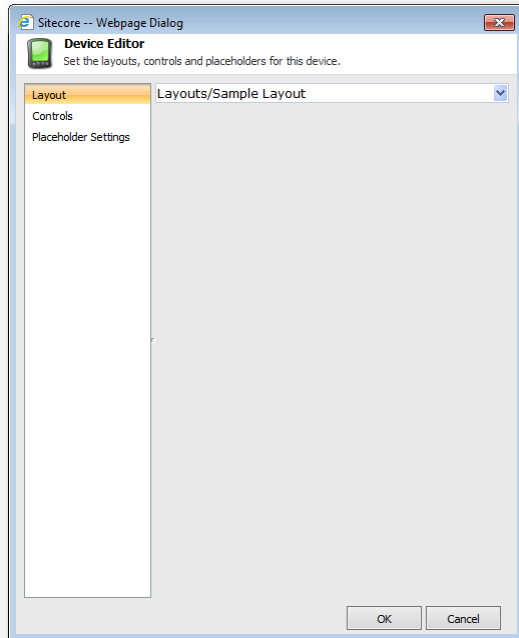 Sitecore -- Webpage Dialog
Device Editor
Set the layouts, controls and placeholders for this device.
Layout
Layouts/Sample Layout
Controls
Placeholder Settings
OK
Cancel